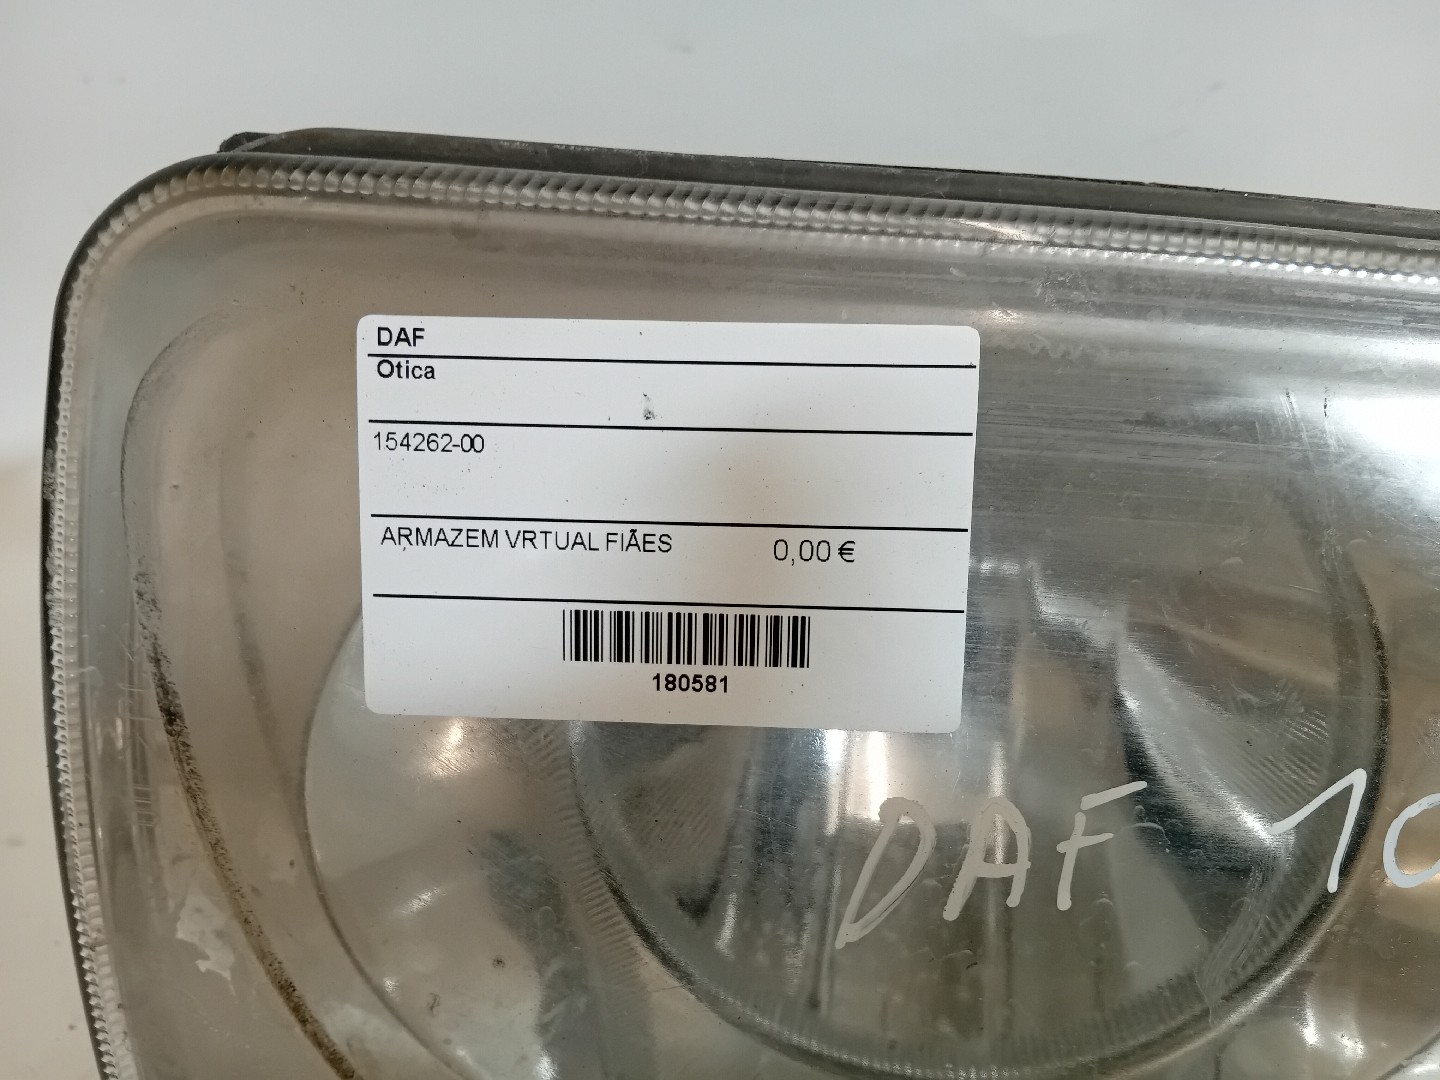 DAF
Otica
154262-00
ARMAZEM VRTUAL FIÃES 0,00 €
180581
DAF 10